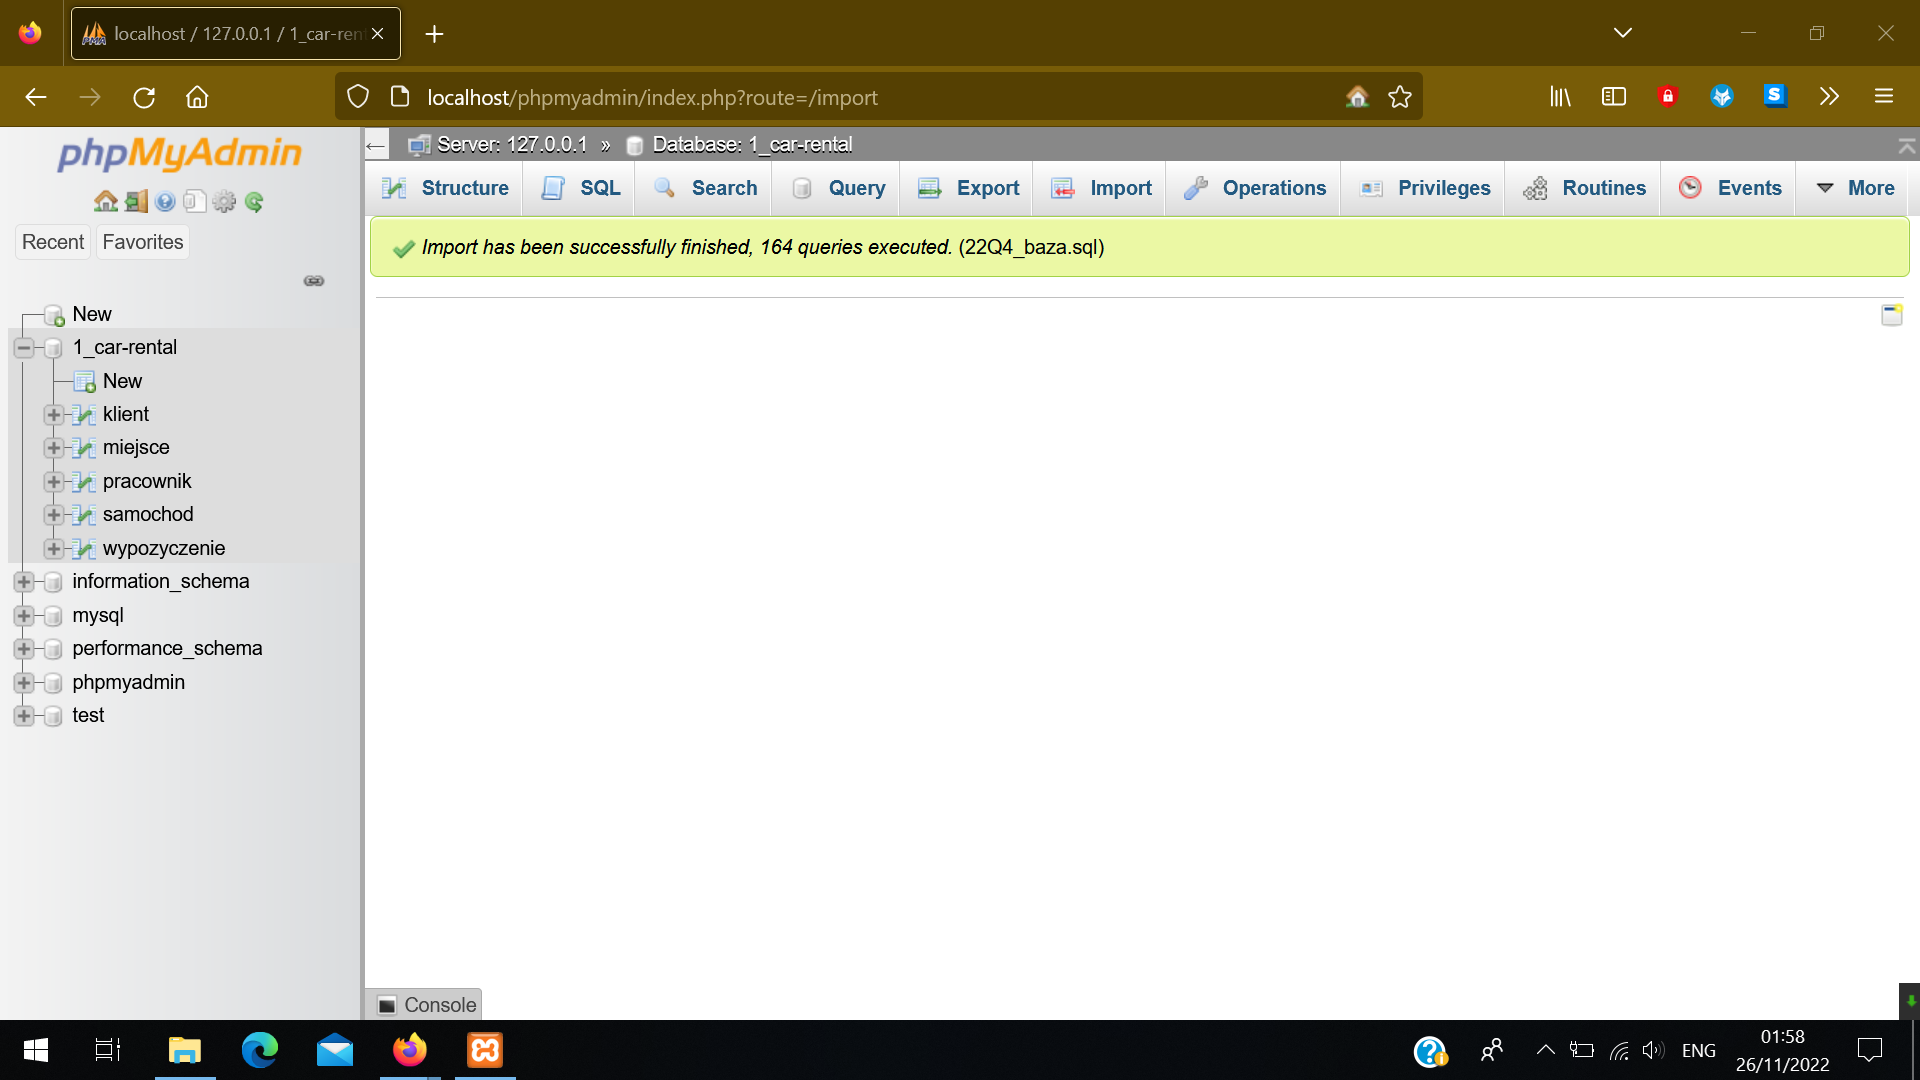 localhost / 127.0.0.1 / 1_car-ren
localhost/phpmyadmin/index.php?route=/import
phpMyAdmin
Recent
Favorites
New
1_car-rental
New
klient
miejsce
pracownik
samochod
wypozyczenie
information_schema
mysql
performance_schema
phpmyadmin
test
Server: 127.0.0.1 » Database: 1_car-rental
Structure
SQL
Search
Query
Export
Import
Operations
Privileges
Routines
Events
More
Import has been successfully finished, 164 queries executed. (22Q4_baza.sql)
Console
ENG
01:58
26/11/2022